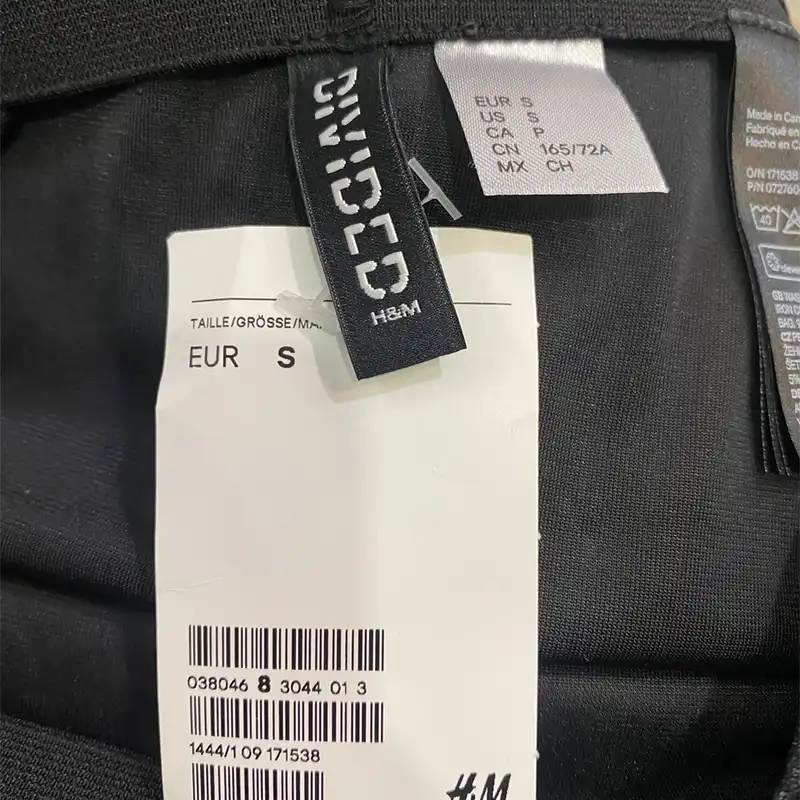 DIVIDED
H&M
EUR S
US S
CA P
CN 165/72A
MX CH
Made in Cam
Fabriqué en
Hecho en C
O/N 171538
P/N 072760
40
TAILLE/GRÖSSE/MA
EUR S
038046 8 3044 01 3
1444/1 09 171538
H&M